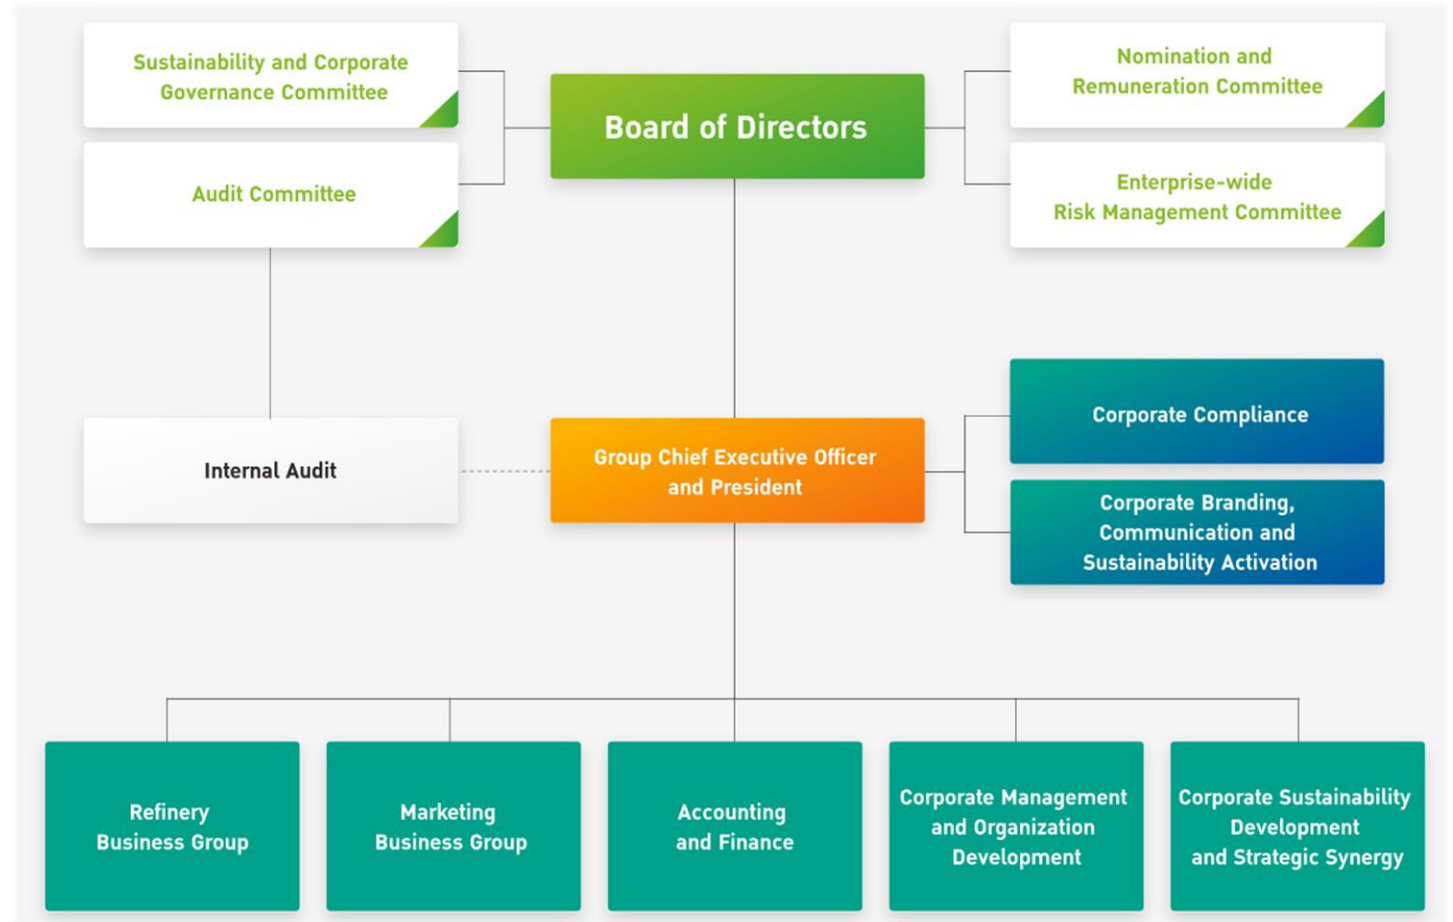 Sustainability and Corporate
Governance Committee
Board of Directors
Nomination and
Remuneration Committee
Audit Committee
Enterprise-wide
Risk Management Committee
Internal Audit
Group Chief Executive Officer
and President
Corporate Compliance
Corporate Branding,
Communication and
Sustainability Activation
Refinery
Business Group
Marketing
Business Group
Accounting
and Finance
Corporate Management
and Organization
Development
Corporate Sustainability
Development
and Strategic Synergy